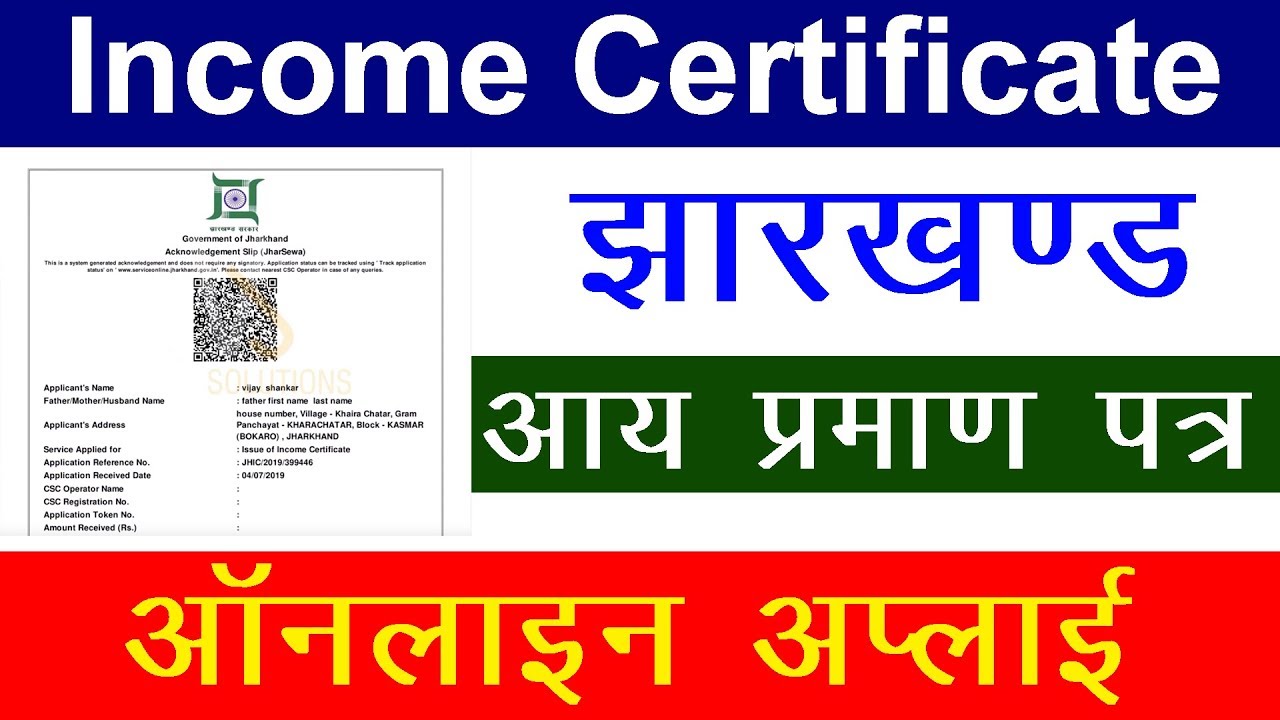 Income Certificate
झारखण्ड सरकार
Government of Jharkhand
Acknowledgement Slip (JharSewa)
This is a system generated acknowledgement and does not require any signatory. Application status can be tracked using ' Track application
status' on ' www.serviceonline.jharkhand.gov.in'. Please contact nearest CSC Operator in case of any queries.
SOLUTIONS
Applicant's Name : vijay shankar
Father/Mother/Husband Name : father first name last name
Applicant's Address : house number, Village - Khaira Chatar, Gram
Panchayat - KHARACHATAR, Block - KASMAR
(BOKARO) , JHARKHAND
Service Applied for : Issue of Income Certificate
Application Reference No. : JHIC/2019/399446
Application Received Date : 04/07/2019
CSC Operator Name :
CSC Registration No. :
Application Token No. :
Amount Received (Rs.) :
झारखण्ड
आय प्रमाण पत्र
ऑनलाइन अप्लाई